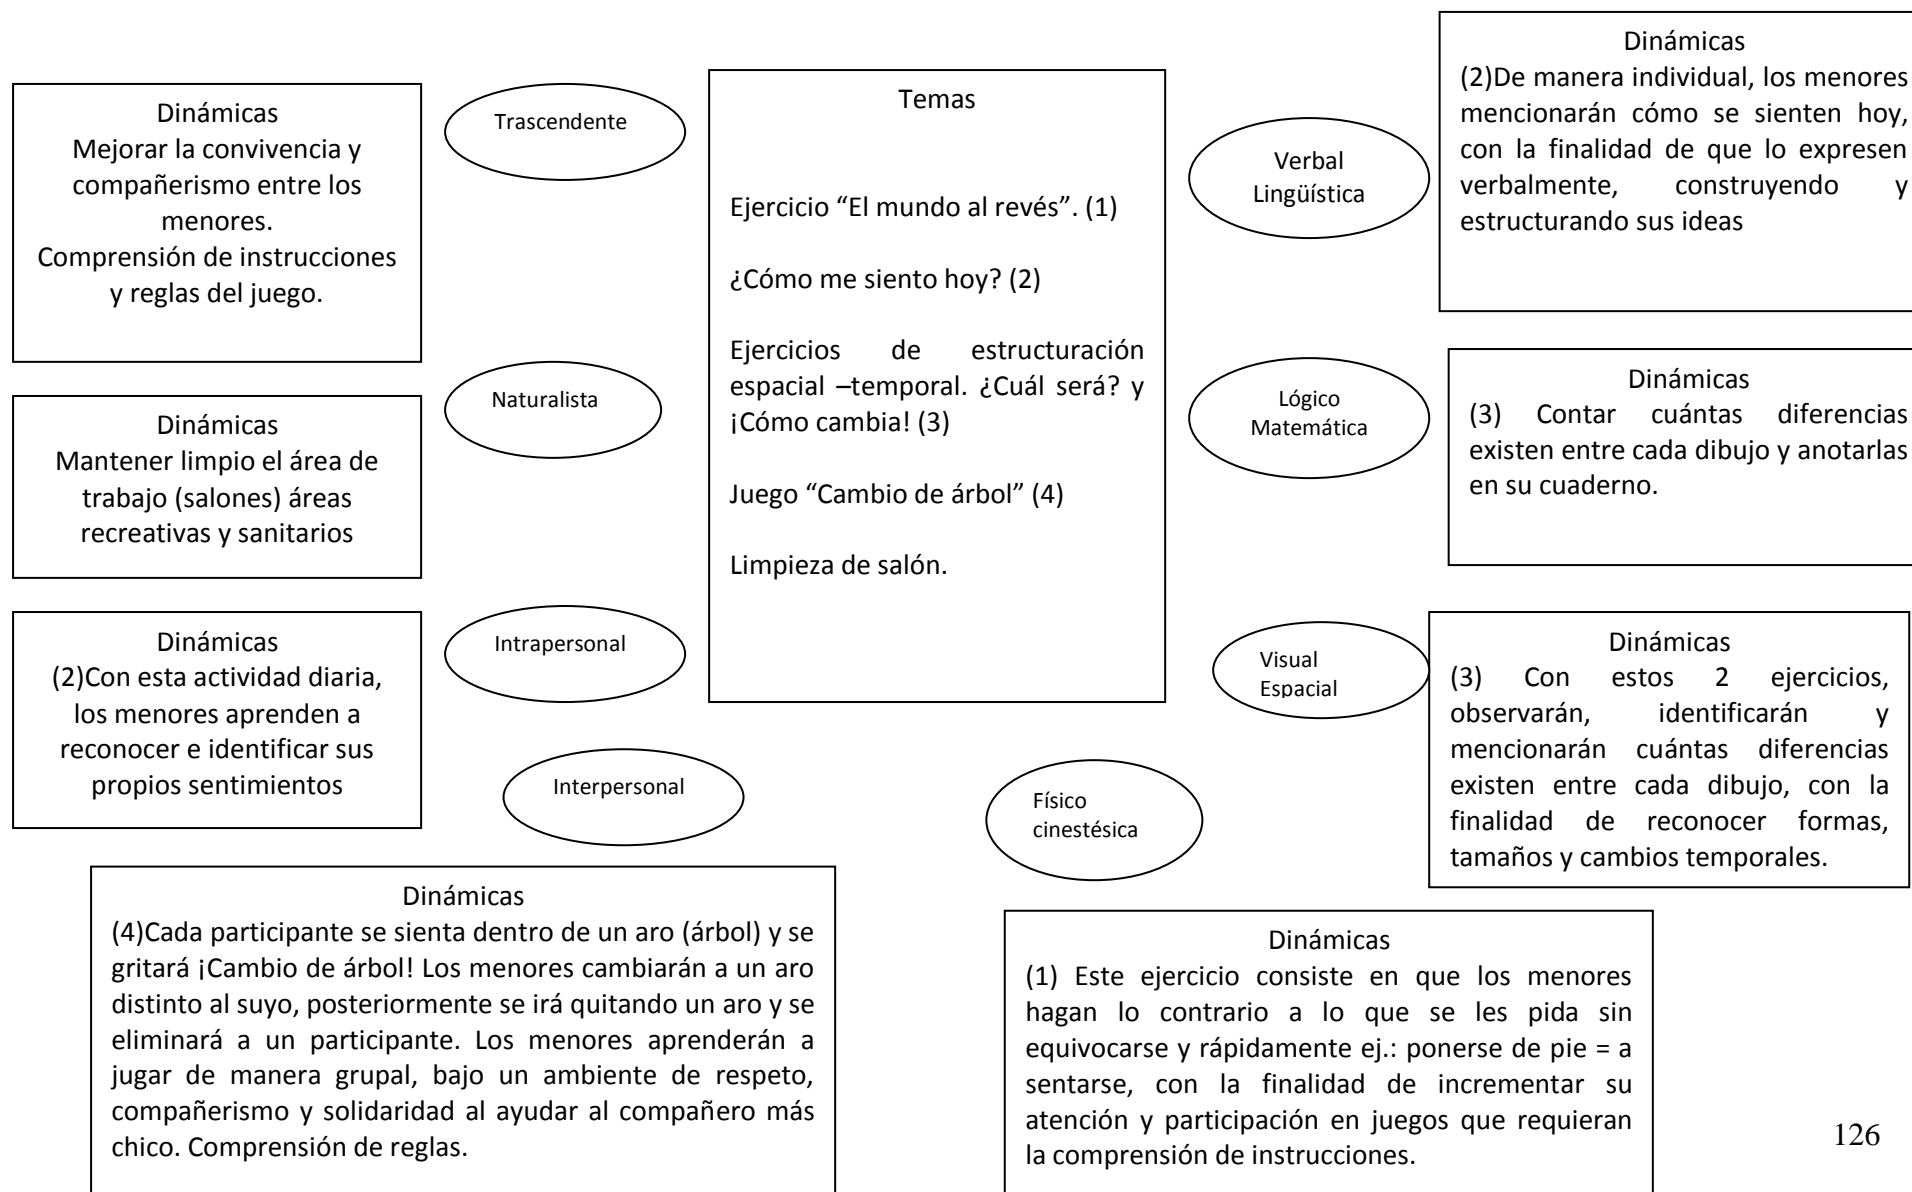 Dinámicas
Mejorar la convivencia y
compañerismo entre los
menores.
Comprensión de instrucciones
y reglas del juego.
Trascendente
Temas
Ejercicio “El mundo al revés”. (1)
¿Cómo me siento hoy? (2)
Ejercicios de estructuración
espacial –temporal. ¿Cuál será? y
¡Cómo cambia! (3)
Juego “Cambio de árbol” (4)
Limpieza de salón.
Verbal
Lingüística
Dinámicas
(2)De manera individual, los menores
mencionarán cómo se sienten hoy,
con la finalidad de que lo expresen
verbalmente, construyendo y
estructurando sus ideas
Naturalista
Dinámicas
Mantener limpio el área de
trabajo (salones) áreas
recreativas y sanitarios
Lógico
Matemática
Dinámicas
(3) Contar cuántas diferencias
existen entre cada dibujo y anotarlas
en su cuaderno.
Dinámicas
(2)Con esta actividad diaria,
los menores aprenden a
reconocer e identificar sus
propios sentimientos
Intrapersonal
Visual
Espacial
Dinámicas
(3) Con estos 2 ejercicios,
observarán, identificarán y
mencionarán cuántas diferencias
existen entre cada dibujo, con la
finalidad de reconocer formas,
tamaños y cambios temporales.
Interpersonal
Físico
cinestésica
Dinámicas
(4)Cada participante se sienta dentro de un aro (árbol) y se
gritará ¡Cambio de árbol! Los menores cambiarán a un aro
distinto al suyo, posteriormente se irá quitando un aro y se
eliminará a un participante. Los menores aprenderán a
jugar de manera grupal, bajo un ambiente de respeto,
compañerismo y solidaridad al ayudar al compañero más
chico. Comprensión de reglas.
Dinámicas
(1) Este ejercicio consiste en que los menores
hagan lo contrario a lo que se les pida sin
equivocarse y rápidamente ej.: ponerse de pie = a
sentarse, con la finalidad de incrementar su
atención y participación en juegos que requieran
la comprensión de instrucciones.
126